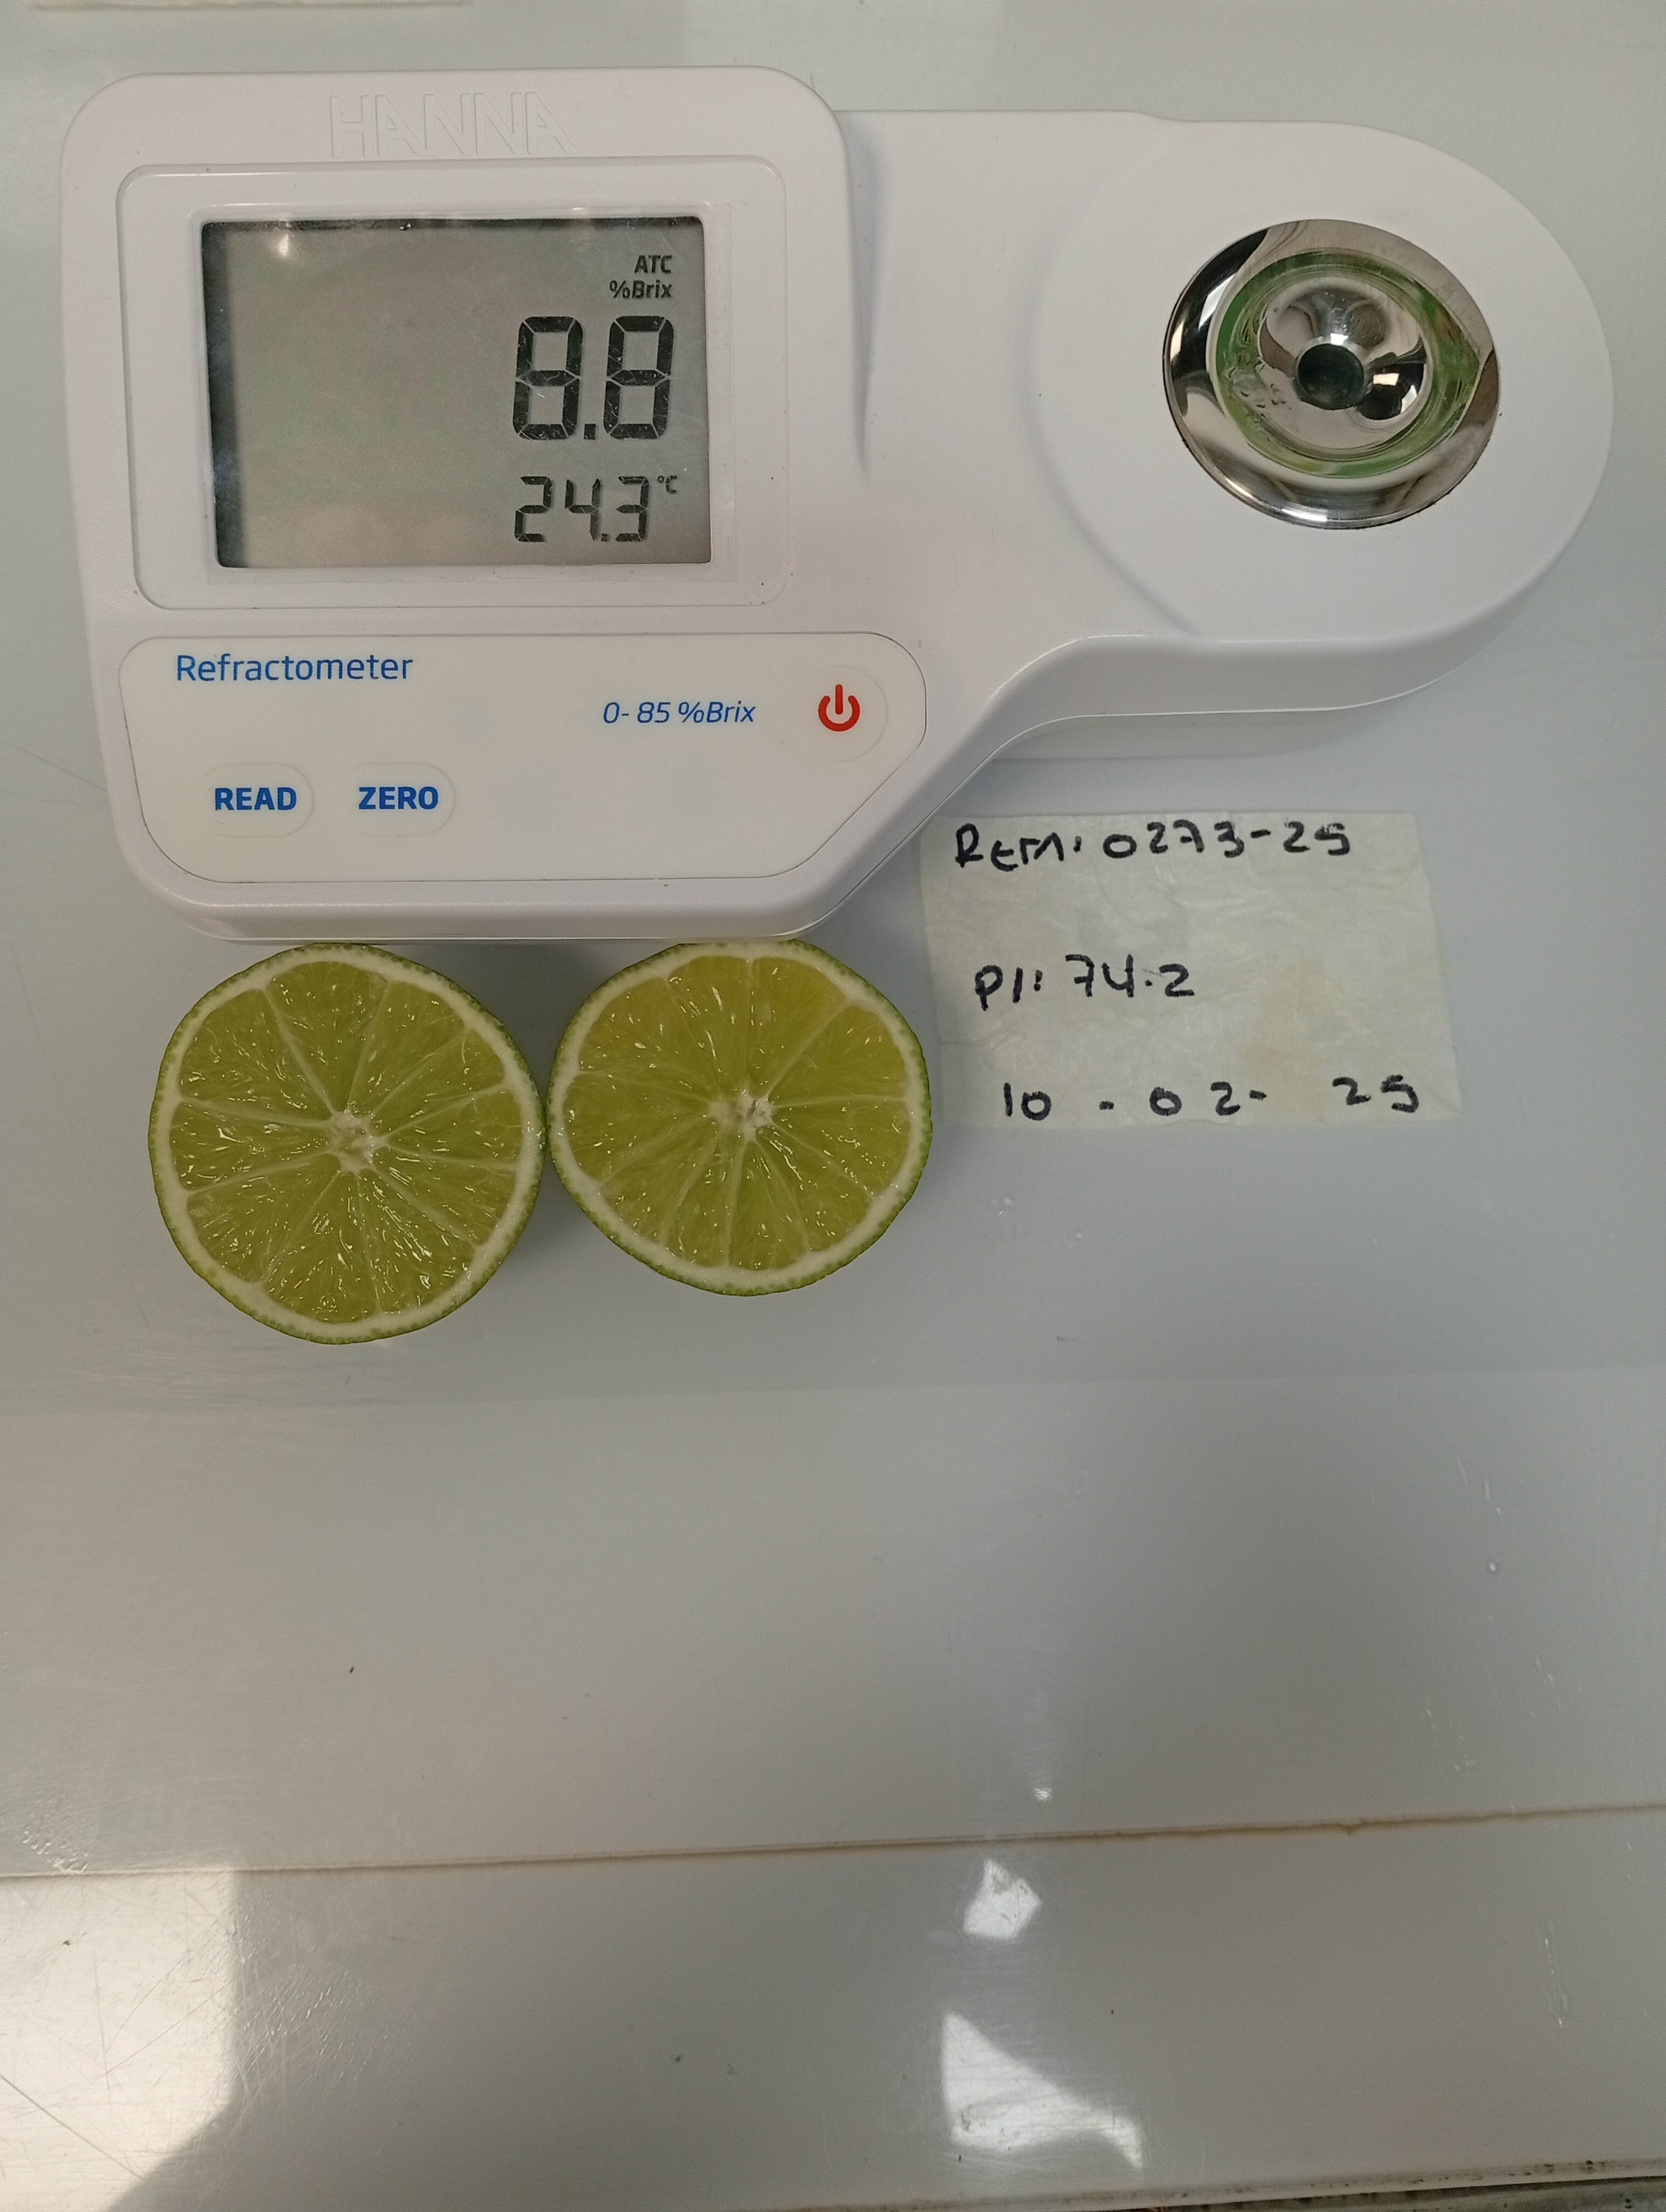 HANNA
ATC
%Brix
8.8
24.3 °C
Refractometer
0-85 %Brix
READ ZERO
REM: 0273-25
P1: 74.2
10 - 02 - 25